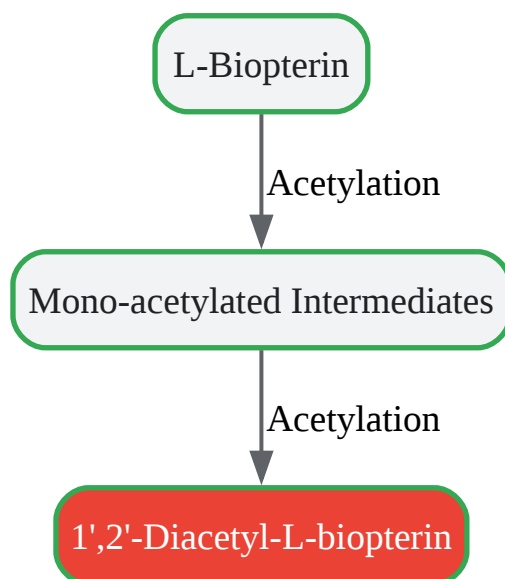 L-Biopterin
Acetylation
Mono-acetylated Intermediates
Acetylation
1',2'-Diacetyl-L-biopterin